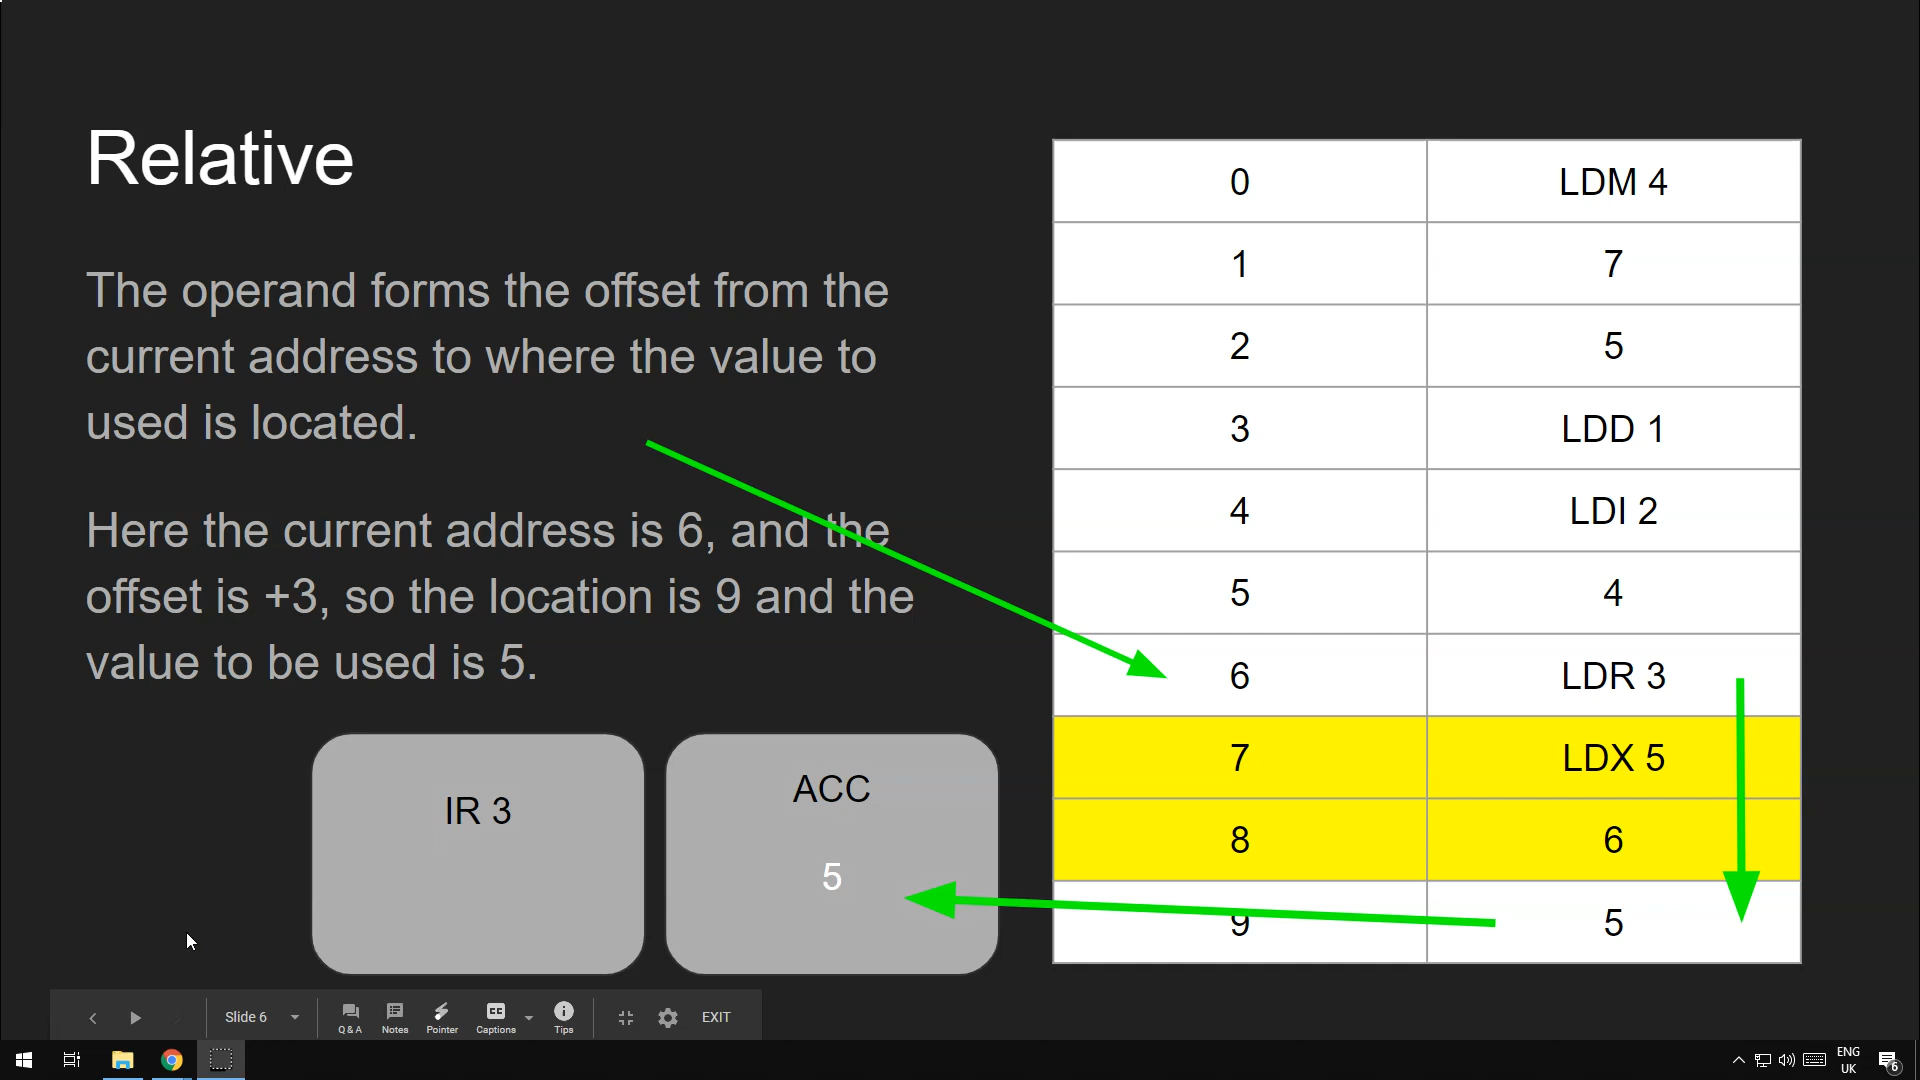 Relative
The operand forms the offset from the
current address to where the value to
used is located.
Here the current address is 6, and the
offset is +3, so the location is 9 and the
value to be used is 5.
IR 3
ACC
5
0 LDM 4
1 7
2 5
3 LDD 1
4 LDI 2
5 4
6 LDR 3
7 LDX 5
8 6
9 5
Slide 6
Q & A
Notes
Pointer
Captions
Tips
EXIT
ENG
UK
6